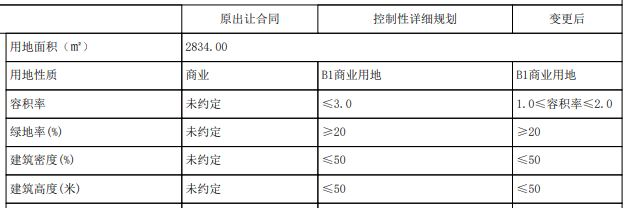 原出让合同 控制性详细规划 变更后
用地面积（㎡） 2834.00
用地性质 商业 B1商业用地 B1商业用地
容积率 未约定 ≤3.0 1.0≤容积率≤2.0
绿地率(%) 未约定 ≥20 ≥20
建筑密度(%) 未约定 ≤50 ≤50
建筑高度(米) 未约定 ≤50 ≤50